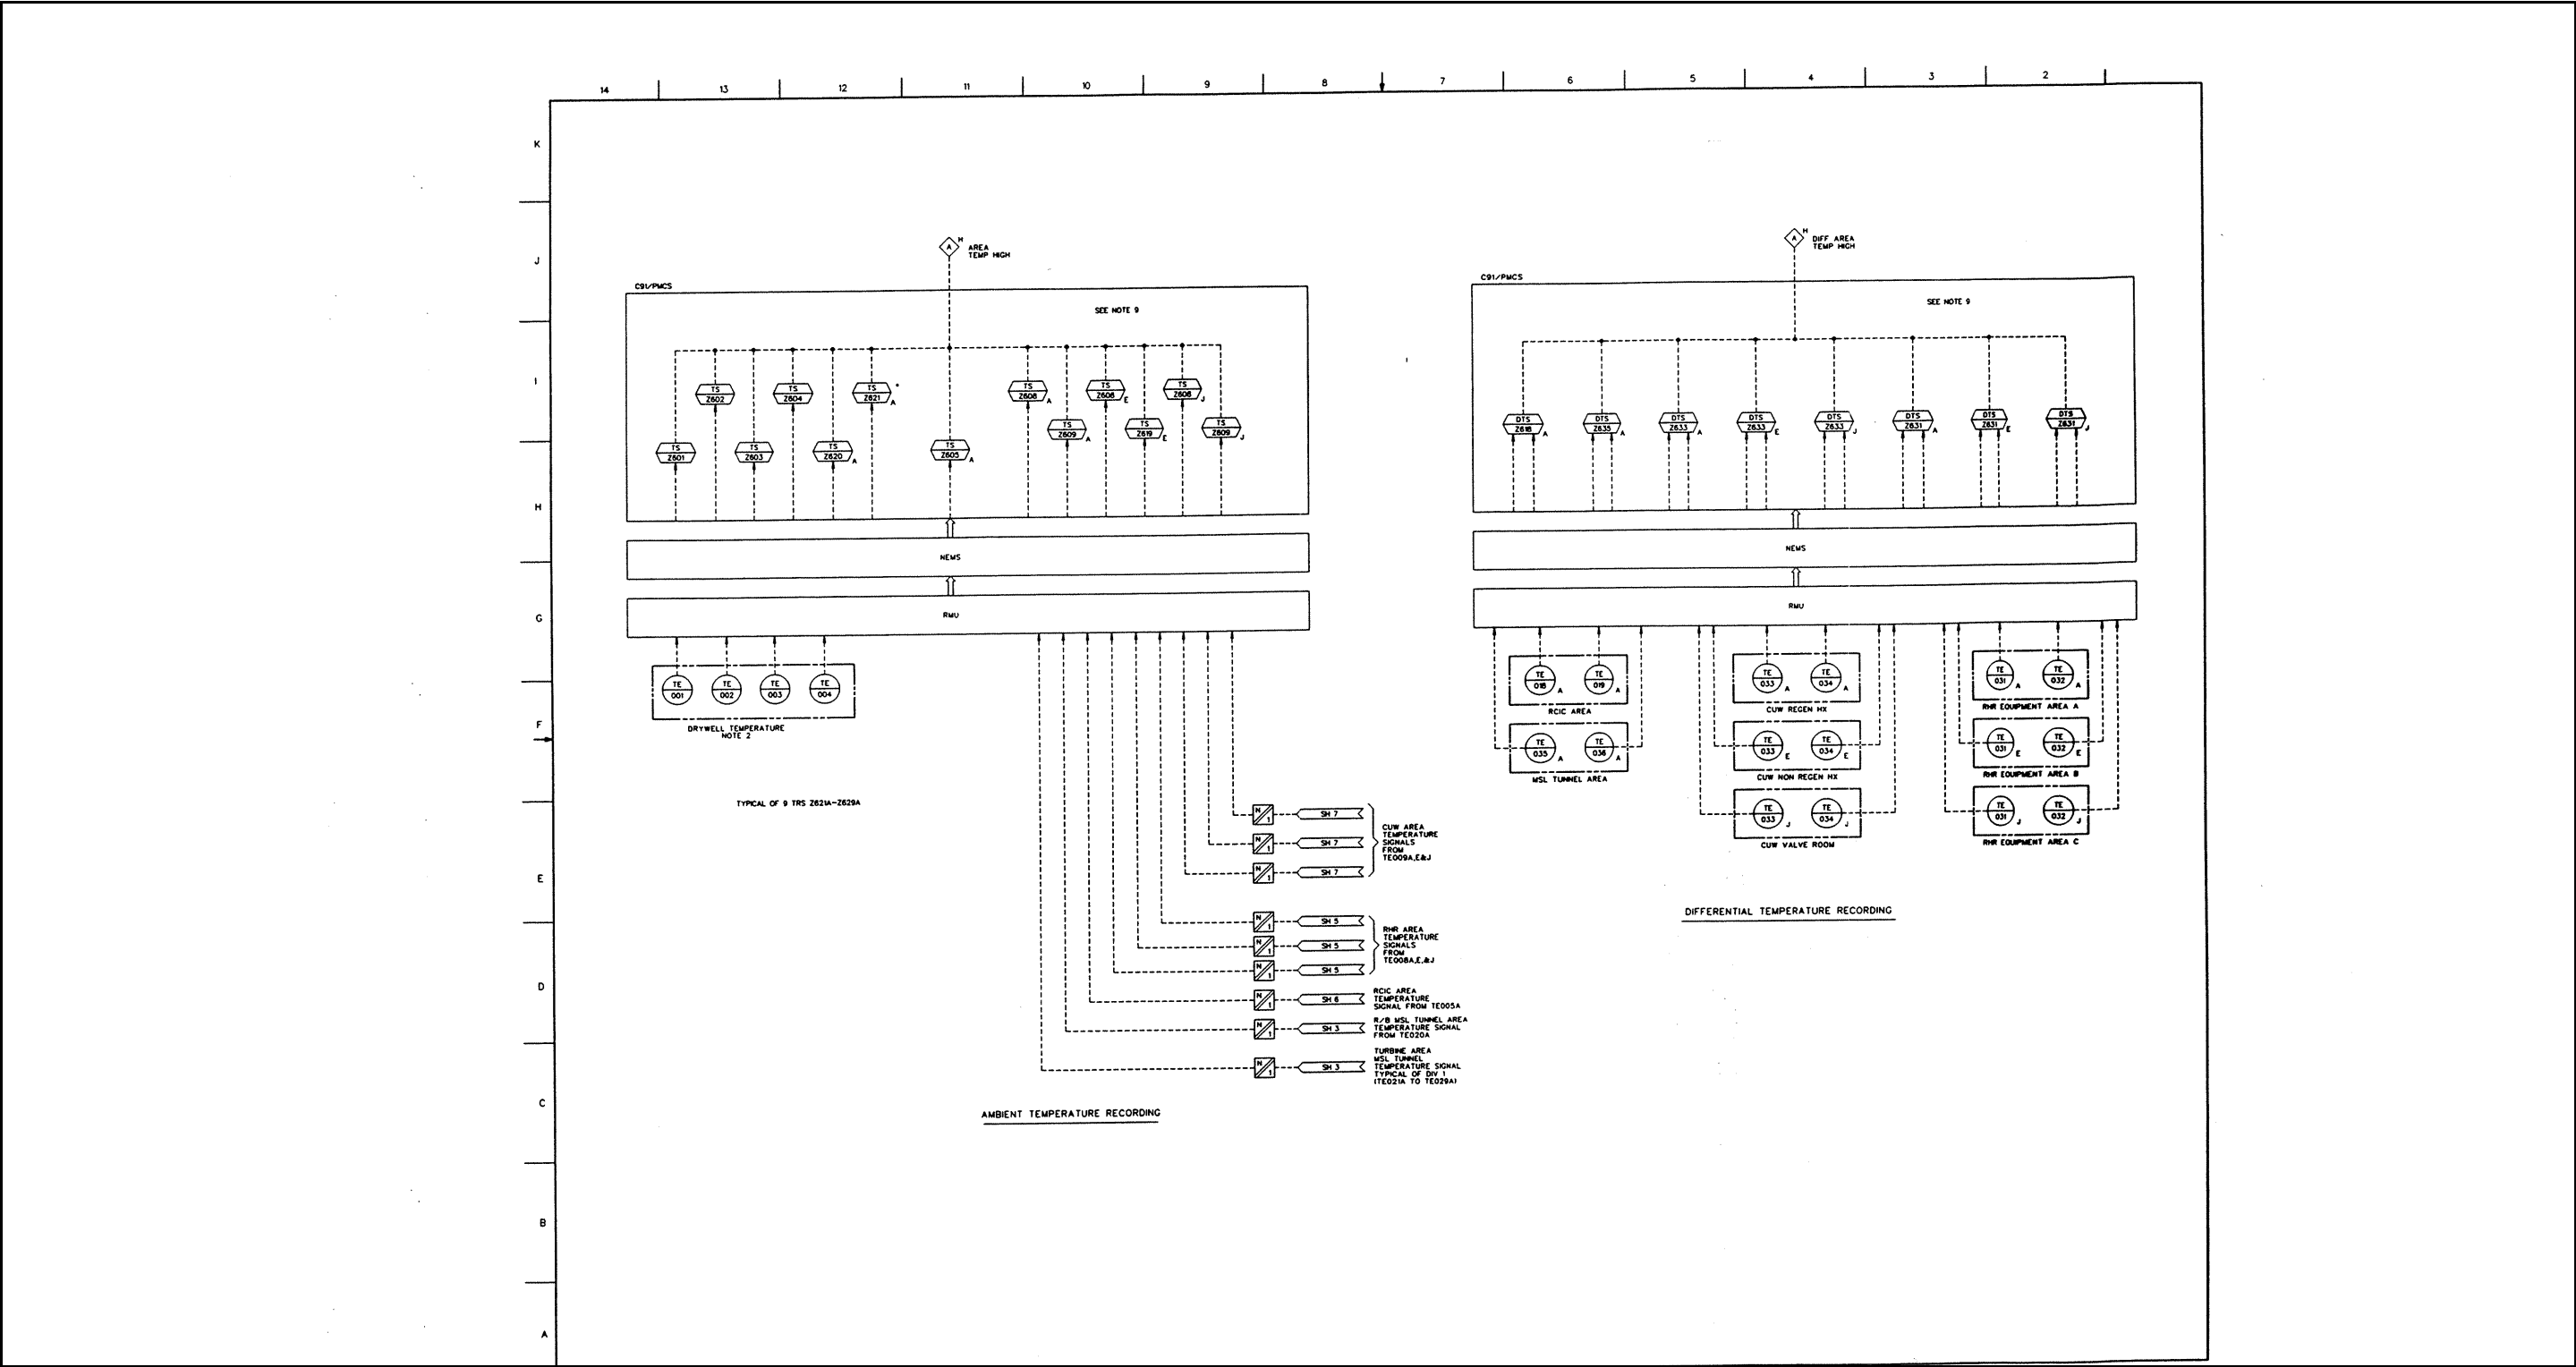 14 13 12 11 10 9 8 7 6 5 4 3 2
K
J
I
H
G
F
E
D
C
B
A
A H AREA
TEMP HIGH
C91/PMCS
SEE NOTE 9
TS Z602
TS Z604
TS Z621 A *
TS Z608 A
TS Z608 E
TS Z608 J
TS Z601
TS Z603
TS Z620 A
TS Z605 A
TS Z609 A
TS Z619 E
TS Z609 J
NEMS
RMU
TE 001
TE 002
TE 003
TE 004
DRYWELL TEMPERATURE
NOTE 2
TYPICAL OF 9 TRS Z621A-Z629A
N/1 SH 7
N/1 SH 7
N/1 SH 7
CUW AREA
TEMPERATURE
SIGNALS
FROM
TE009A,E&J
N/1 SH 5
N/1 SH 5
N/1 SH 5
RHR AREA
TEMPERATURE
SIGNALS
FROM
TE008A,E,&J
N/1 SH 6
RCIC AREA
TEMPERATURE
SIGNAL FROM TE005A
N/1 SH 3
R/B MSL TUNNEL AREA
TEMPERATURE SIGNAL
FROM TE020A
N/1 SH 3
TURBINE AREA
MSL TUNNEL
TEMPERATURE SIGNAL
TYPICAL OF DIV 1
(TE021A TO TE029A)
AMBIENT TEMPERATURE RECORDING
A H DIFF AREA
TEMP HIGH
C91/PMCS
SEE NOTE 9
DTS Z618 A
DTS Z635 A
DTS Z633 A
DTS Z633 E
DTS Z633 J
DTS Z631 A
DTS Z631 E
DTS Z631 J
NEMS
RMU
TE 018 A
TE 019 A
RCIC AREA
TE 035 A
TE 036 A
MSL TUNNEL AREA
TE 033 A
TE 034 A
CUW REGEN HX
TE 033 E
TE 034 E
CUW NON REGEN HX
TE 033 J
TE 034 J
CUW VALVE ROOM
TE 031 A
TE 032 A
RHR EQUIPMENT AREA A
TE 031 E
TE 032 E
RHR EQUIPMENT AREA B
TE 031 J
TE 032 J
RHR EQUIPMENT AREA C
DIFFERENTIAL TEMPERATURE RECORDING